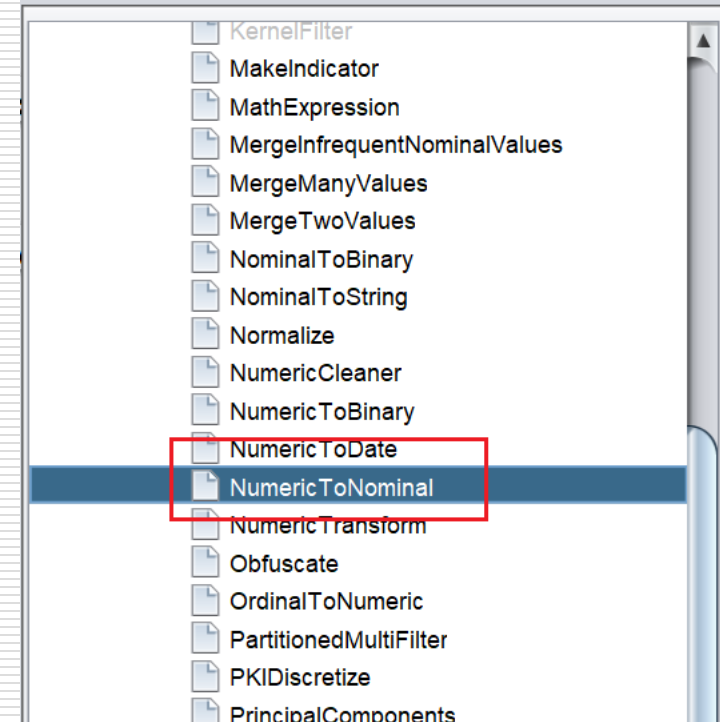 KernelFilter
MakeIndicator
MathExpression
MergeInfrequentNominalValues
MergeManyValues
MergeTwoValues
NominalToBinary
NominalToString
Normalize
NumericCleaner
NumericToBinary
NumericToDate
NumericToNominal
NumericTransform
Obfuscate
OrdinalToNumeric
PartitionedMultiFilter
PKIDiscretize
PrincipalComponents